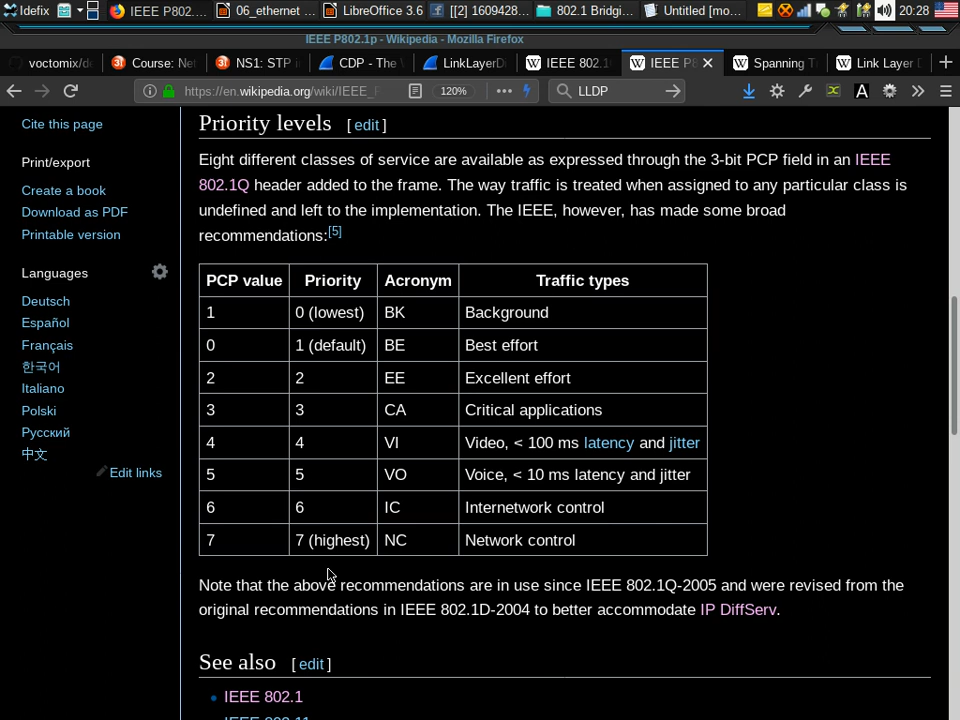 Idefix
IEEE P802....
06_ethernet ...
LibreOffice 3.6
[[2] 1609428...
802.1 Bridgi...
Untitled [mo...
20:28
IEEE P802.1p - Wikipedia - Mozilla Firefox
voctomix/de
Course: Net
NS1: STP i
CDP - The W
LinkLayerDi
IEEE 802.1
IEEE P8
Spanning T
Link Layer D
https://en.wikipedia.org/wiki/IEEE_P
120%
LLDP
Cite this page
Print/export
Create a book
Download as PDF
Printable version
Languages
Deutsch
Español
Français
한국어
Italiano
Polski
Русский
中文
Edit links
Priority levels [ edit ]
Eight different classes of service are available as expressed through the 3-bit PCP field in an IEEE
802.1Q header added to the frame. The way traffic is treated when assigned to any particular class is
undefined and left to the implementation. The IEEE, however, has made some broad
recommendations:[5]
PCP value Priority Acronym Traffic types
1 0 (lowest) BK Background
0 1 (default) BE Best effort
2 2 EE Excellent effort
3 3 CA Critical applications
4 4 VI Video, < 100 ms latency and jitter
5 5 VO Voice, < 10 ms latency and jitter
6 6 IC Internetwork control
7 7 (highest) NC Network control
Note that the above recommendations are in use since IEEE 802.1Q-2005 and were revised from the
original recommendations in IEEE 802.1D-2004 to better accommodate IP DiffServ.
See also [ edit ]
IEEE 802.1
IEEE 802.11